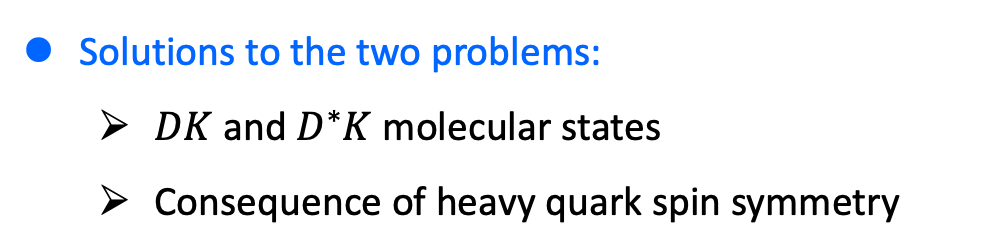 ● Solutions to the two problems:
➢ DK and D*K molecular states
➢ Consequence of heavy quark spin symmetry